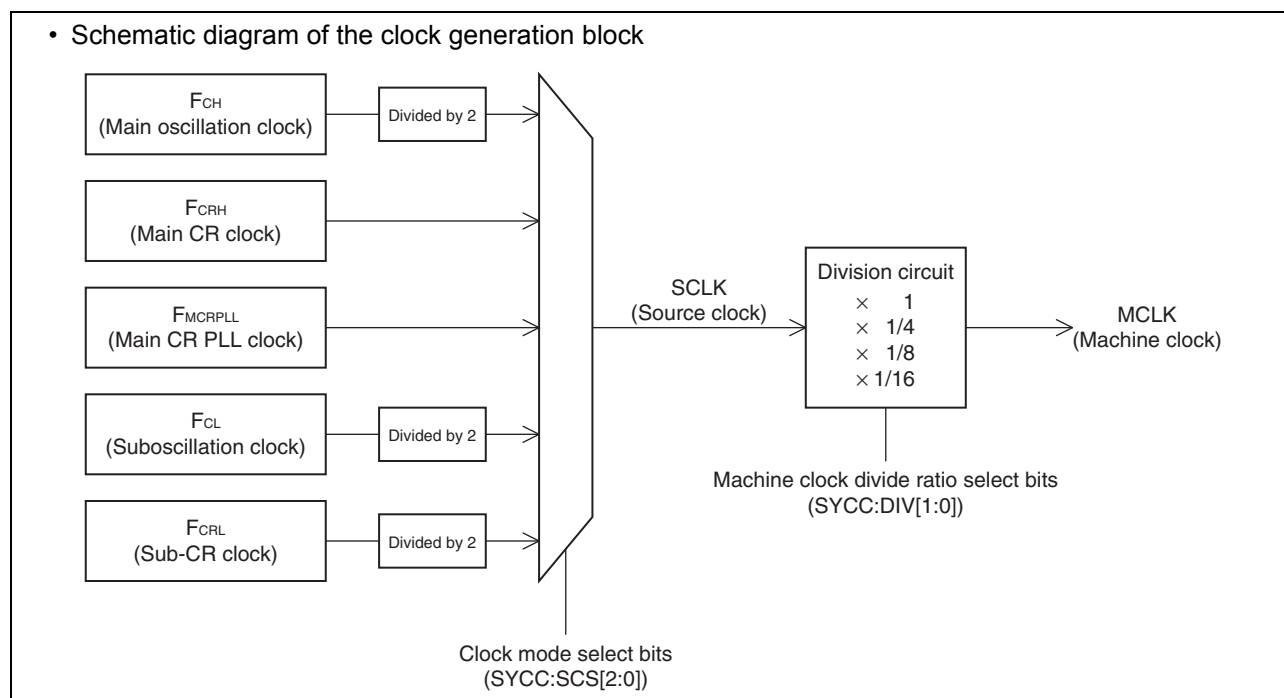 • Schematic diagram of the clock generation block
FCH
(Main oscillation clock)
Divided by 2
FCRH
(Main CR clock)
FMCRPLL
(Main CR PLL clock)
FCL
(Suboscillation clock)
Divided by 2
FCRL
(Sub-CR clock)
Divided by 2
Clock mode select bits
(SYCC:SCS[2:0])
SCLK
(Source clock)
Division circuit
× 1
× 1/4
× 1/8
× 1/16
Machine clock divide ratio select bits
(SYCC:DIV[1:0])
MCLK
(Machine clock)